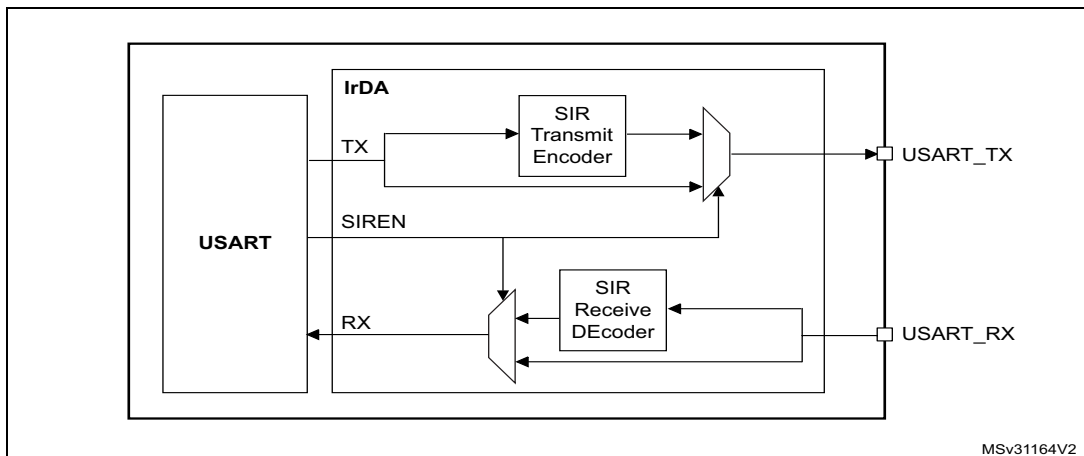 IrDA
SIR
Transmit
Encoder
TX
USART_TX
SIREN
USART
SIR
Receive
DEcoder
RX
USART_RX
MSv31164V2